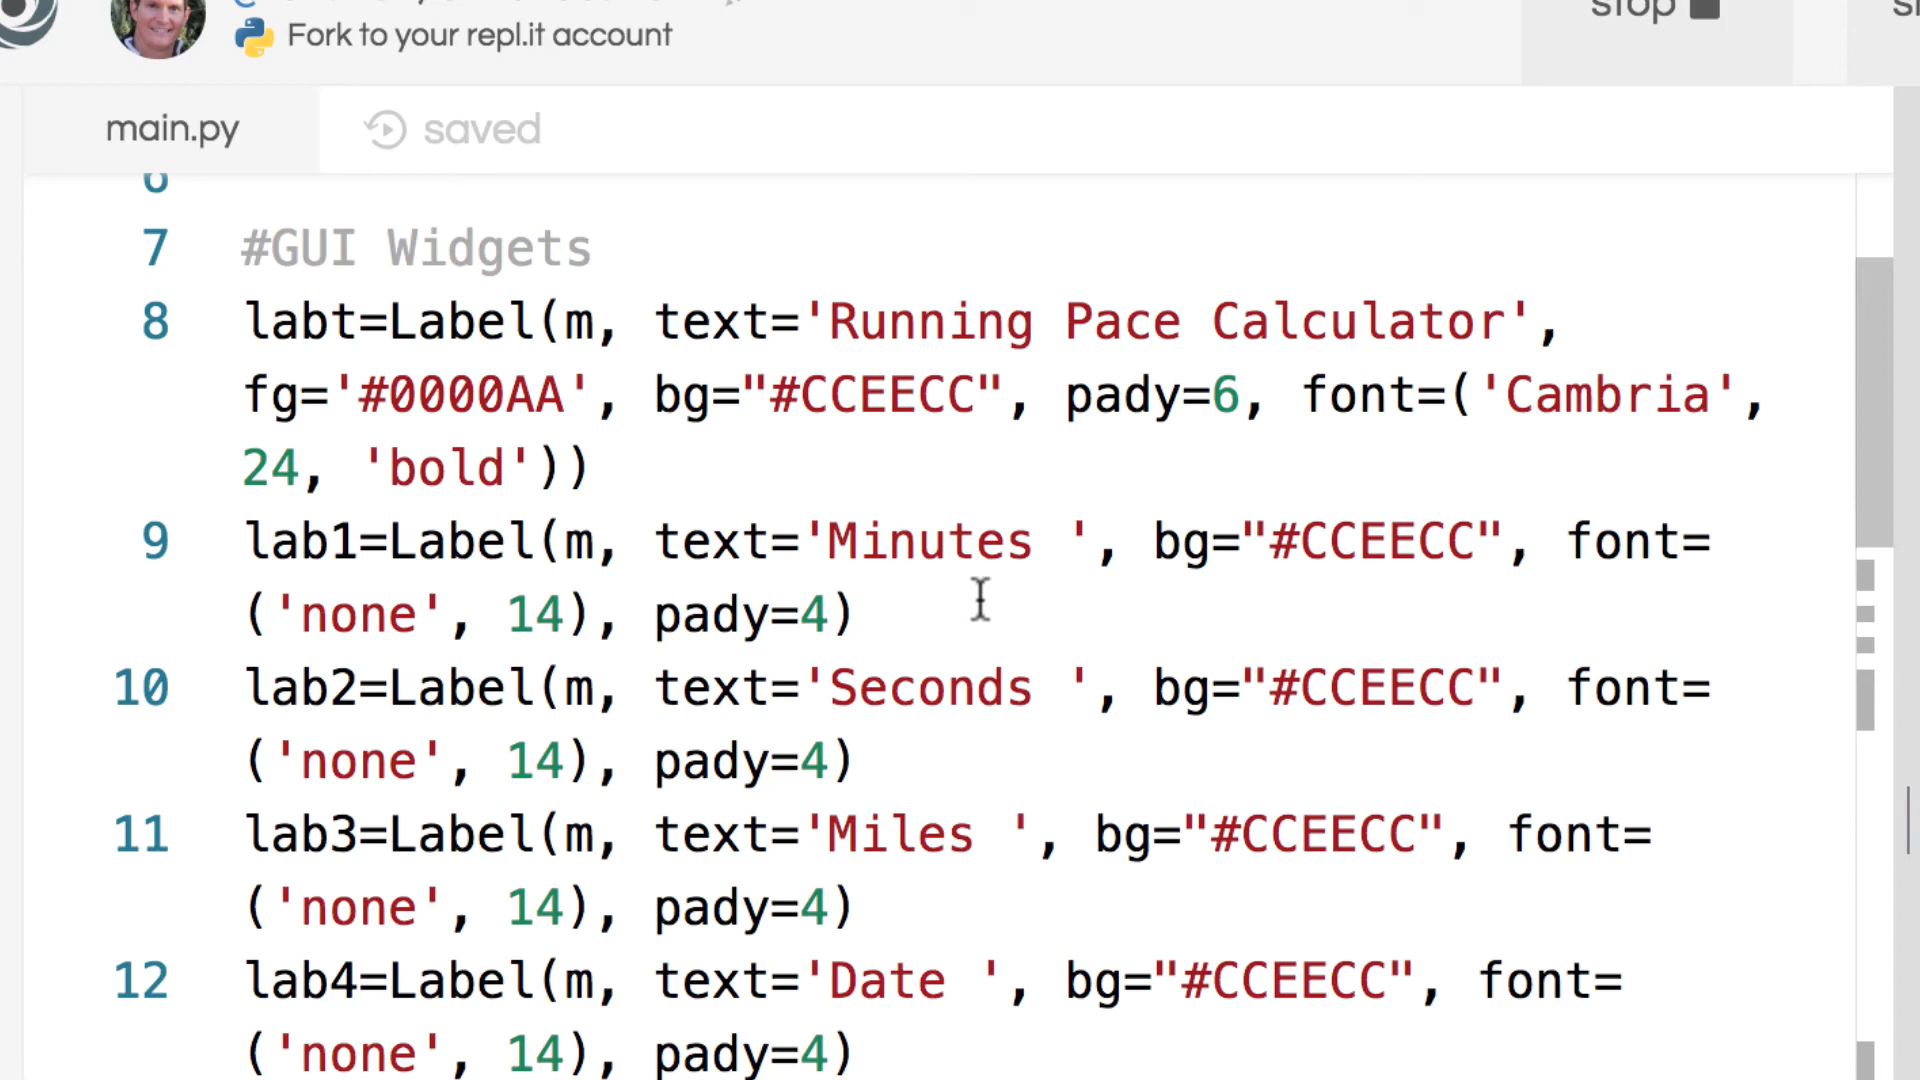 stop
Fork to your repl.it account
main.py
saved
6
7 #GUI Widgets
8 labt=Label(m, text='Running Pace Calculator',
fg='#0000AA', bg="#CCEECC", pady=6, font=('Cambria',
24, 'bold'))
9 lab1=Label(m, text='Minutes ', bg="#CCEECC", font=
('none', 14), pady=4)
10 lab2=Label(m, text='Seconds ', bg="#CCEECC", font=
('none', 14), pady=4)
11 lab3=Label(m, text='Miles ', bg="#CCEECC", font=
('none', 14), pady=4)
12 lab4=Label(m, text='Date ', bg="#CCEECC", font=
('none', 14), pady=4)